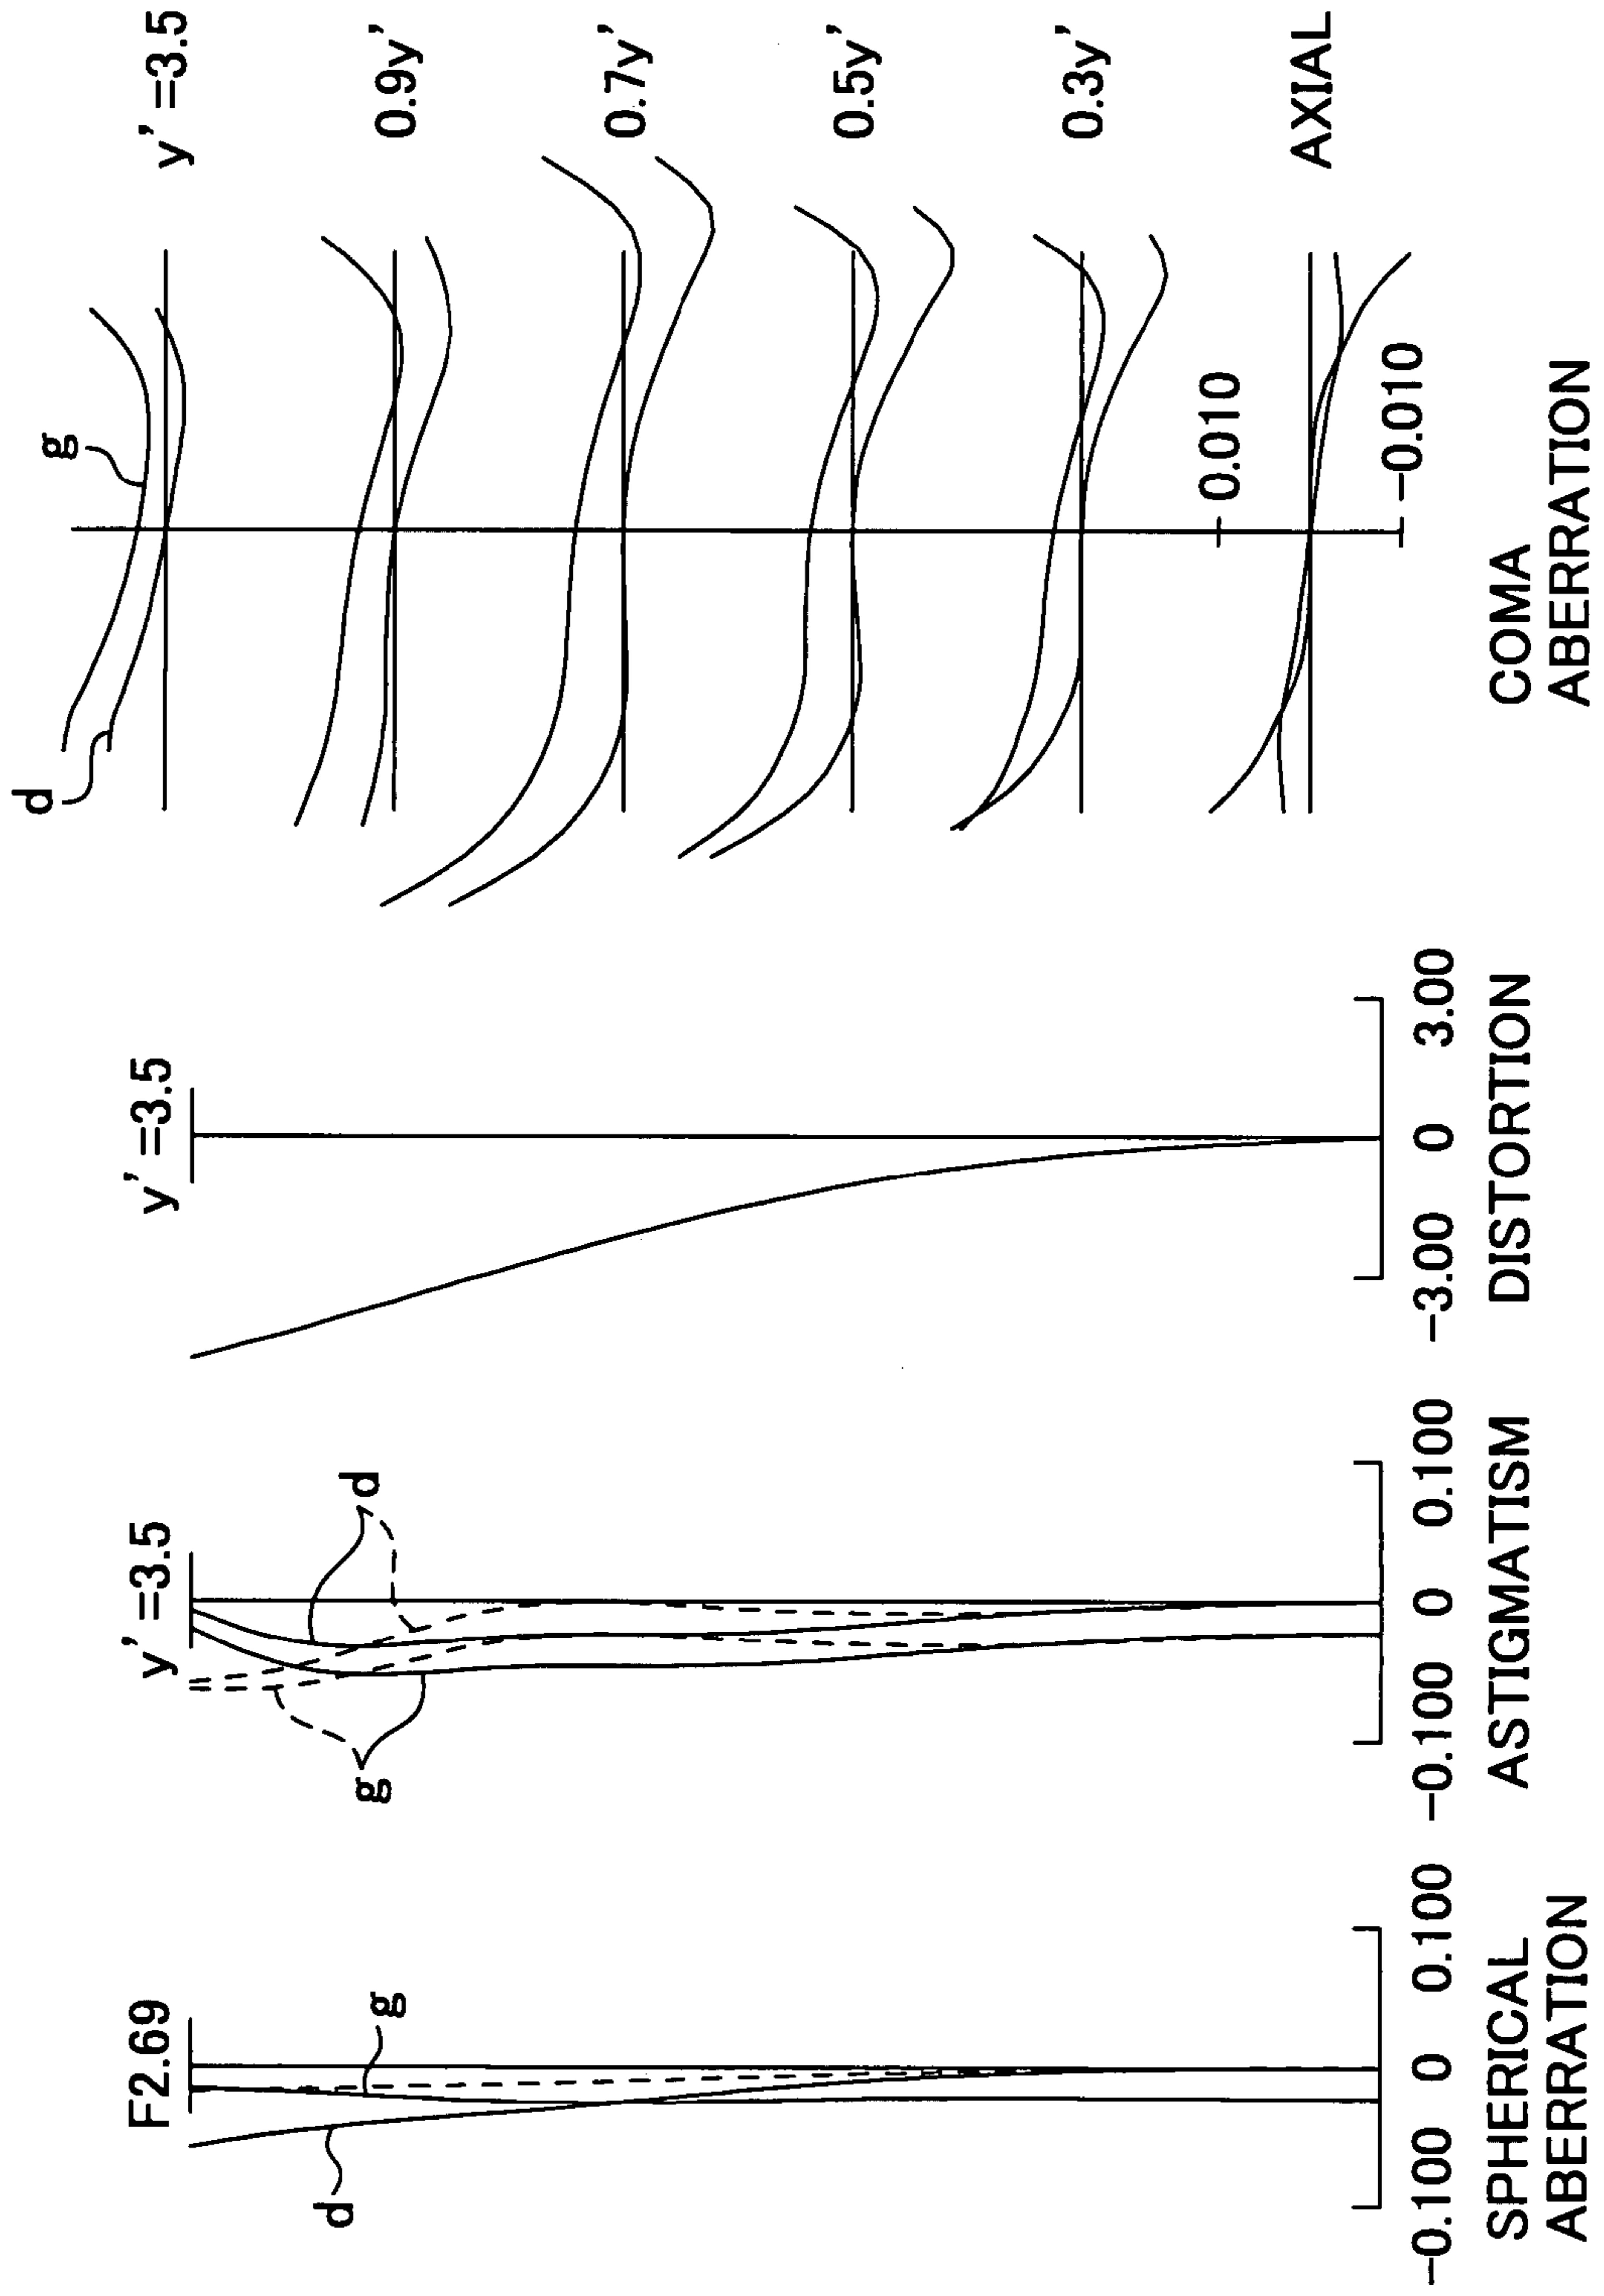 F2.69
g
d
−0.100 0 0.100
SPHERICAL
ABERRATION
y' =3.5
d
g
−0.100 0 0.100
ASTIGMATISM
y' =3.5
−3.00 0 3.00
DISTORTION
d
g
y' =3.5
0.9y'
0.7y'
0.5y'
0.3y'
0.010
AXIAL
−0.010
COMA
ABERRATION